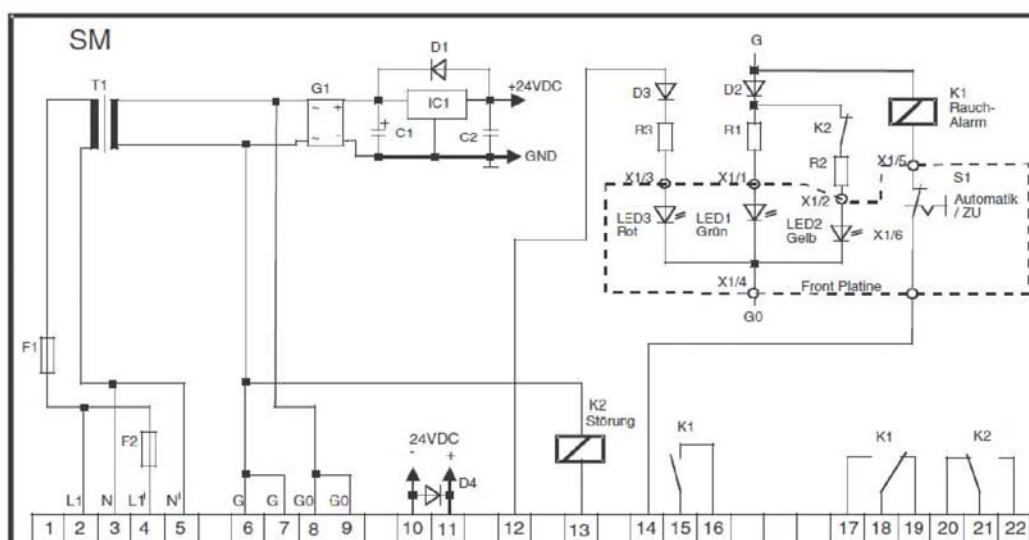 SM
T1
G1
D1
IC1
+24VDC
+
C1
C2
GND
~
+
~
-
G
D3
D2
K1
Rauch-
Alarm
R3
R1
K2
R2
X1/3
X1/1
X1/2
X1/5
S1
Automatik
/ ZU
LED3
Rot
LED1
Grün
LED2
Gelb
X1/6
X1/4
Front Platine
G0
F1
F2
K2
Störung
24VDC
-
+
D4
K1
K1
K2
L1
N
L1'
N'
G
G
G0
G0
1 2 3 4 5 6 7 8 9 10 11 12 13 14 15 16 17 18 19 20 21 22